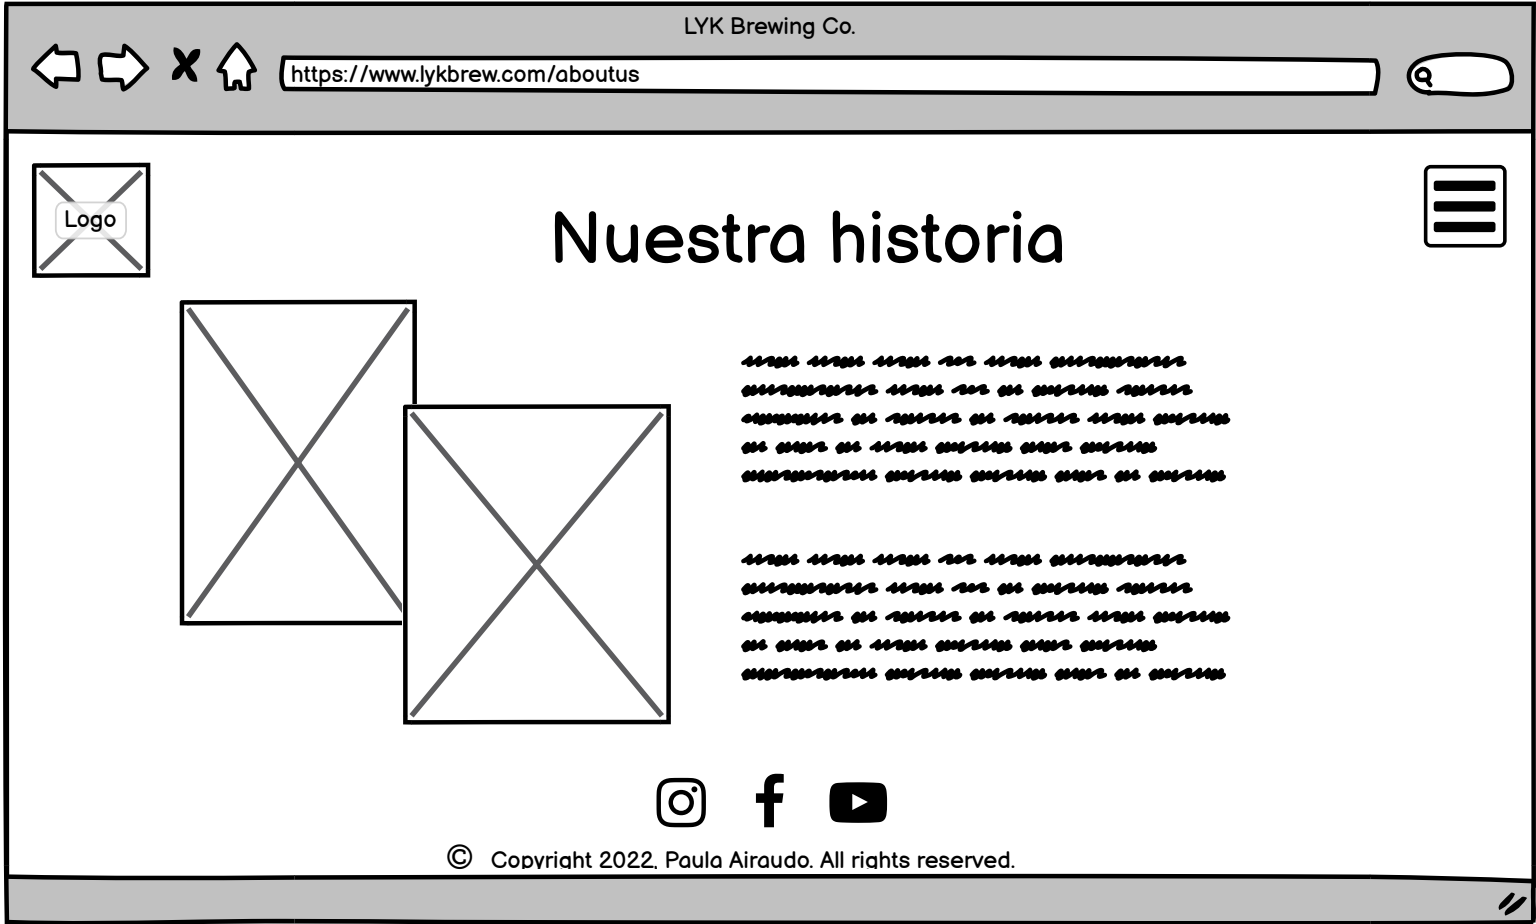 LYK Brewing Co.
https://www.lykbrew.com/aboutus
Logo
Nuestra historia
© Copyright 2022, Paula Airaudo. All rights reserved.